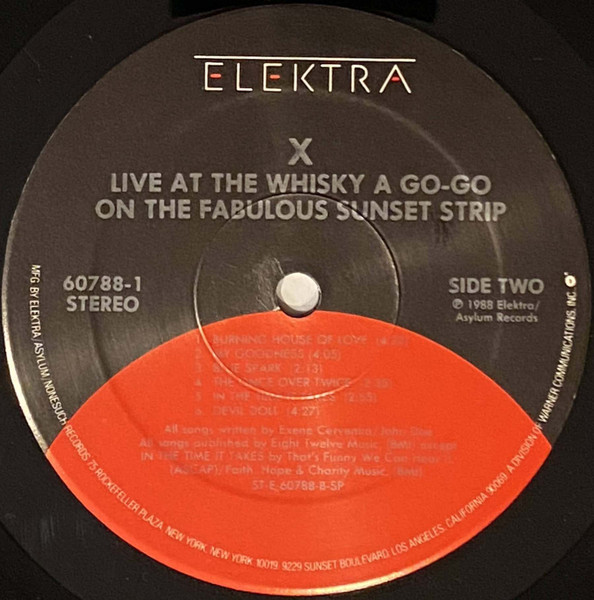 ELEKTRA
X
LIVE AT THE WHISKY A GO-GO
ON THE FABULOUS SUNSET STRIP
60788-1
STEREO
SIDE TWO
℗ 1988 Elektra/
Asylum Records
1 BURNING HOUSE OF LOVE
2 MY GOODNESS (4:05)
3 BLUE SPARK (2:13)
4 THE ONCE OVER TWICE
5 IN THE TIME IT TAKES
6 DEVIL DOLL (4:27)
All songs written by Exene Cervenka/John Doe
All songs published by Eight Twelve Music, (BMI) except
IN THE TIME IT TAKES by That's Funny We Can Hear It
(ASCAP)/Faith, Hope & Charity Music, (BMI)
ST-E-60788-B-SP
MFG. BY ELEKTRA/ASYLUM/NONESUCH RECORDS 75 ROCKEFELLER PLAZA, NEW YORK, NEW YORK 10019. 9229 SUNSET BOULEVARD, LOS ANGELES, CALIFORNIA 90069. A DIVISION OF WARNER COMMUNICATIONS, INC.